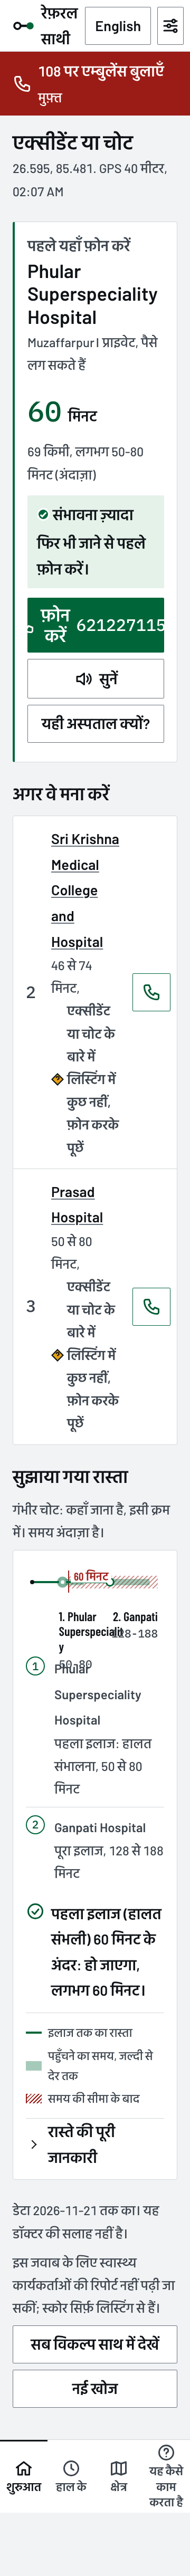 रेफ़रल
साथी
English
108 पर एम्बुलेंस बुलाएँ
मुफ़्त
एक्सीडेंट या चोट
26.595, 85.481. GPS 40 मीटर,
02:07 AM
पहले यहाँ फ़ोन करें
Phular
Superspeciality
Hospital
Muzaffarpur। प्राइवेट, पैसे
लग सकते हैं
60 मिनट
69 किमी, लगभग 50-80
मिनट (अंदाज़ा)
संभावना ज़्यादा
फिर भी जाने से पहले
फ़ोन करें।
फ़ोन
करें
621227115
सुनें
यही अस्पताल क्यों?
अगर वे मना करें
2
Sri Krishna
Medical
College
and
Hospital
46 से 74
मिनट,
एक्सीडेंट
या चोट के
बारे में
लिस्टिंग में
कुछ नहीं,
फ़ोन करके
पूछें
3
Prasad
Hospital
50 से 80
मिनट,
एक्सीडेंट
या चोट के
बारे में
लिस्टिंग में
कुछ नहीं,
फ़ोन करके
पूछें
सुझाया गया रास्ता
गंभीर चोट: कहाँ जाना है, इसी क्रम
में। समय अंदाज़ा है।
60 मिनट
1. Phular
Superspecialit
y
50-80
2. Ganpati
128-188
1
Phular
Superspeciality
Hospital
पहला इलाज: हालत
संभालना, 50 से 80
मिनट
2
Ganpati Hospital
पूरा इलाज, 128 से 188
मिनट
पहला इलाज (हालत
संभली) 60 मिनट के
अंदर: हो जाएगा,
लगभग 60 मिनट।
इलाज तक का रास्ता
पहुँचने का समय, जल्दी से
देर तक
समय की सीमा के बाद
रास्ते की पूरी
जानकारी
डेटा 2026-11-21 तक का। यह
डॉक्टर की सलाह नहीं है।
इस जवाब के लिए स्वास्थ्य
कार्यकर्ताओं की रिपोर्ट नहीं पढ़ी जा
सकीं; स्कोर सिर्फ़ लिस्टिंग से हैं।
सब विकल्प साथ में देखें
नई खोज
शुरुआत
हाल के
क्षेत्र
यह कैसे
काम
करता है